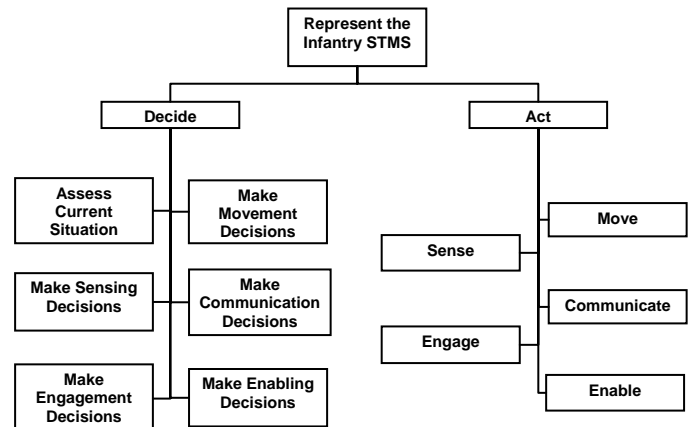 Represent the
Infantry STMS
Decide
Act
Assess
Current
Situation
Make
Movement
Decisions
Move
Sense
Make Sensing
Decisions
Make
Communication
Decisions
Communicate
Engage
Make
Engagement
Decisions
Make Enabling
Decisions
Enable